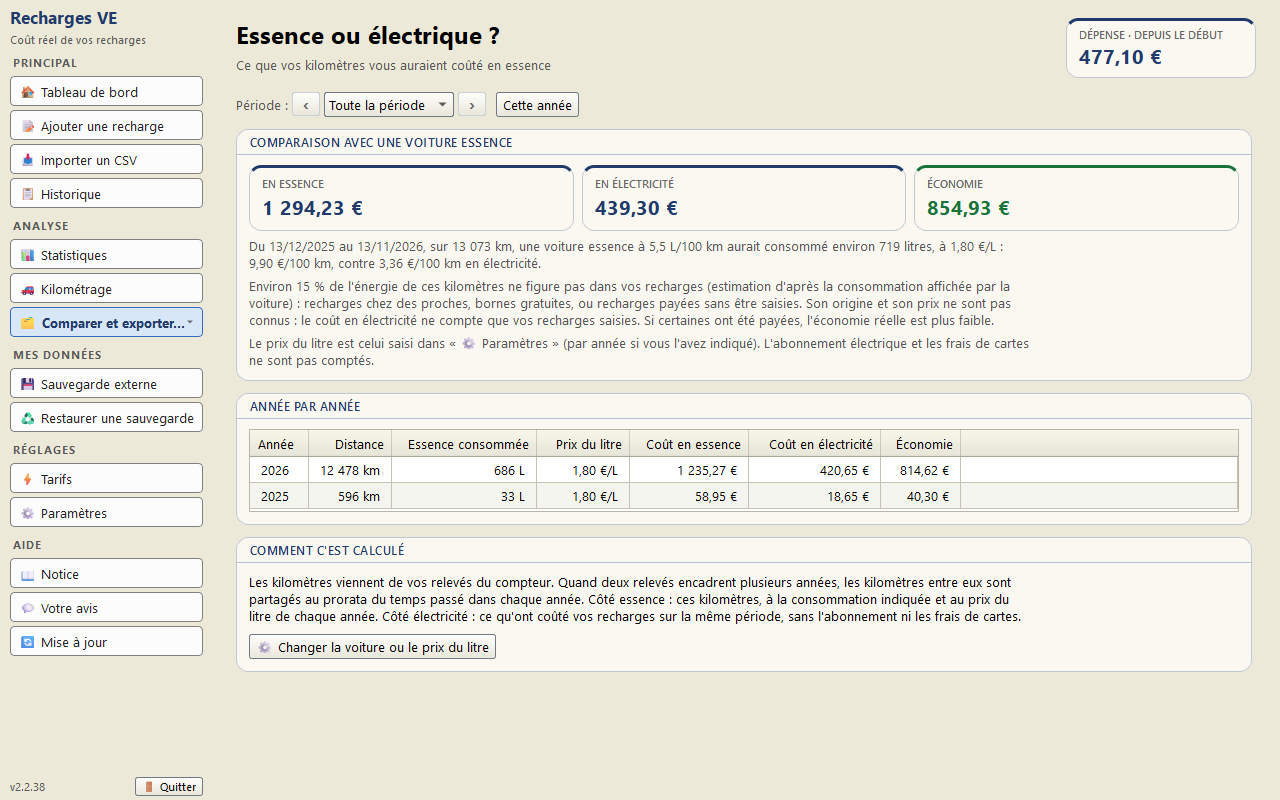 Recharges VE
Coût réel de vos recharges
PRINCIPAL
Tableau de bord
Ajouter une recharge
Importer un CSV
Historique
ANALYSE
Statistiques
Kilométrage
Comparer et exporter...
MES DONNÉES
Sauvegarde externe
Restaurer une sauvegarde
RÉGLAGES
Tarifs
Paramètres
AIDE
Notice
Votre avis
Mise à jour
v2.2.38
Quitter
Essence ou électrique ?
Ce que vos kilomètres vous auraient coûté en essence
DÉPENSE · DEPUIS LE DÉBUT
477,10 €
Période : ‹ Toute la période › Cette année
COMPARAISON AVEC UNE VOITURE ESSENCE
EN ESSENCE
1 294,23 €
EN ÉLECTRICITÉ
439,30 €
ÉCONOMIE
854,93 €
Du 13/12/2025 au 13/11/2026, sur 13 073 km, une voiture essence à 5,5 L/100 km aurait consommé environ 719 litres, à 1,80 €/L :
9,90 €/100 km, contre 3,36 €/100 km en électricité.
Environ 15 % de l'énergie de ces kilomètres ne figure pas dans vos recharges (estimation d'après la consommation affichée par la
voiture) : recharges chez des proches, bornes gratuites, ou recharges payées sans être saisies. Son origine et son prix ne sont pas
connus : le coût en électricité ne compte que vos recharges saisies. Si certaines ont été payées, l'économie réelle est plus faible.
Le prix du litre est celui saisi dans « Paramètres » (par année si vous l'avez indiqué). L'abonnement électrique et les frais de cartes
ne sont pas comptés.
ANNÉE PAR ANNÉE
Année Distance Essence consommée Prix du litre Coût en essence Coût en électricité Économie
2026 12 478 km 686 L 1,80 €/L 1 235,27 € 420,65 € 814,62 €
2025 596 km 33 L 1,80 €/L 58,95 € 18,65 € 40,30 €
COMMENT C'EST CALCULÉ
Les kilomètres viennent de vos relevés du compteur. Quand deux relevés encadrent plusieurs années, les kilomètres entre eux sont
partagés au prorata du temps passé dans chaque année. Côté essence : ces kilomètres, à la consommation indiquée et au prix du
litre de chaque année. Côté électricité : ce qu'ont coûté vos recharges sur la même période, sans l'abonnement ni les frais de cartes.
Changer la voiture ou le prix du litre